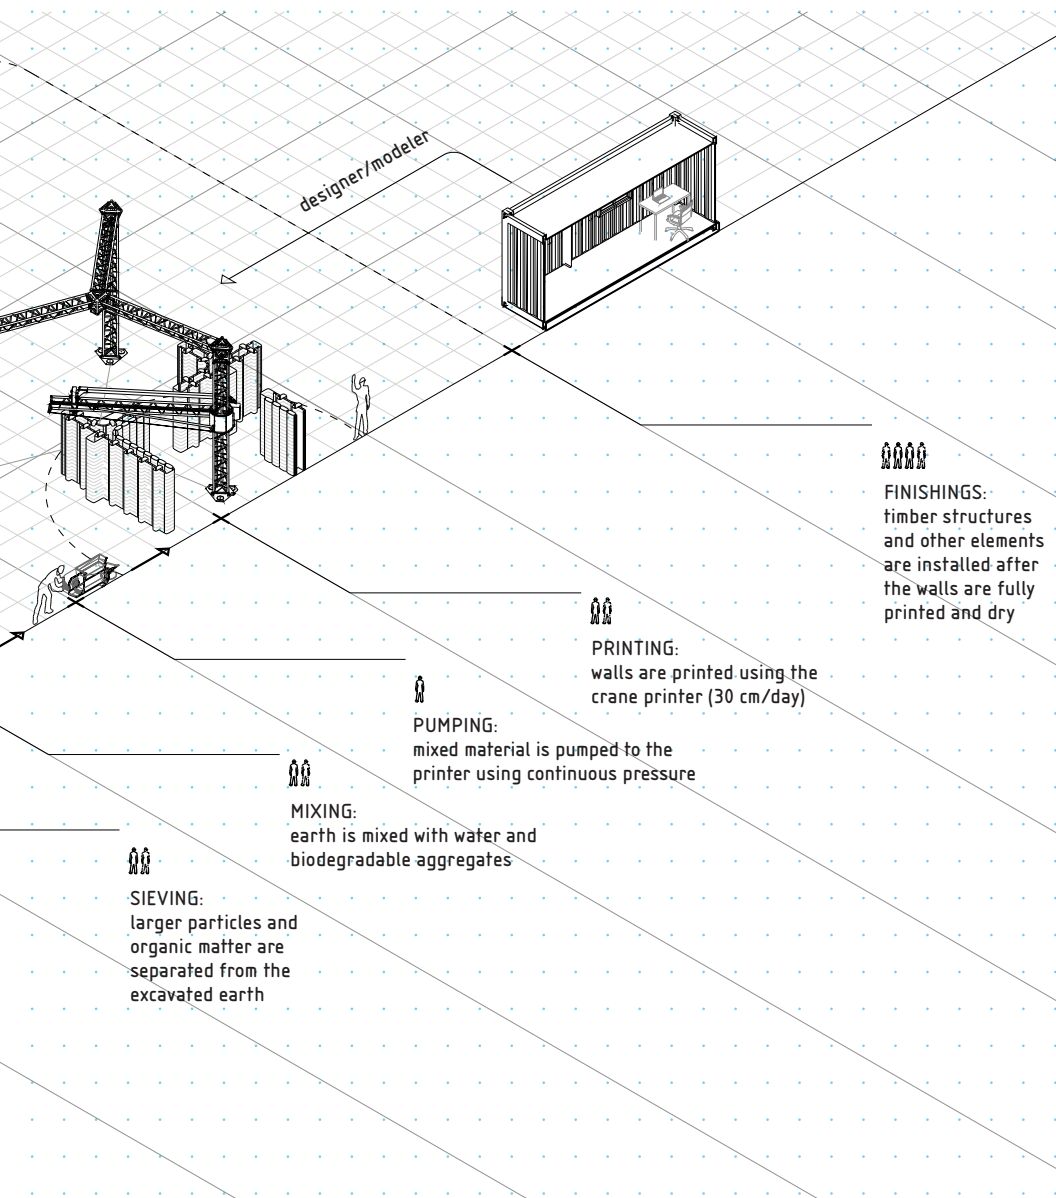 designer/modeler
FINISHINGS:
timber structures
and other elements
are installed after
the walls are fully
printed and dry
PRINTING:
walls are printed using the
crane printer (30 cm/day)
PUMPING:
mixed material is pumped to the
printer using continuous pressure
MIXING:
earth is mixed with water and
biodegradable aggregates
SIEVING:
larger particles and
organic matter are
separated from the
excavated earth